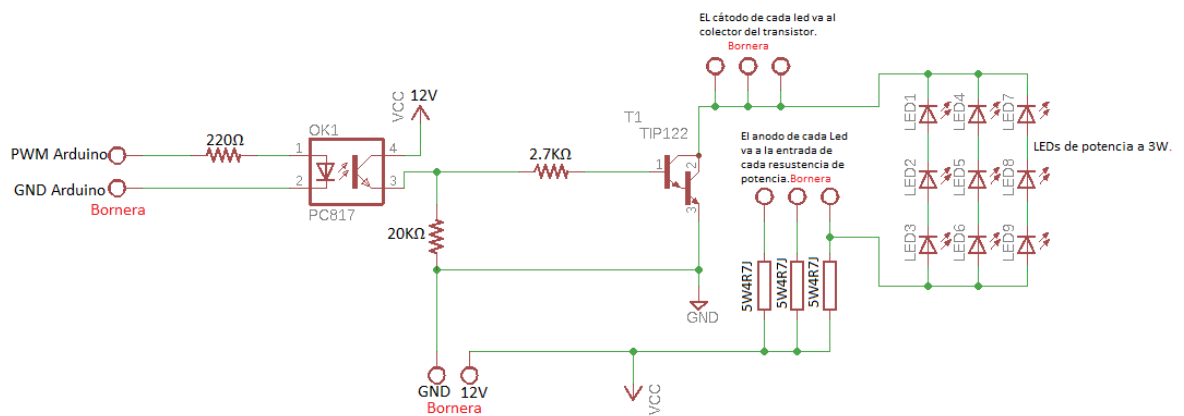 EL cátodo de cada led va al
colector del transistor.
Bornera
T1
TIP122
12V
VCC
OK1
220Ω
PWM Arduino
GND Arduino
Bornera
1
2
4
3
PC817
2.7KΩ
20KΩ
1
2
3
El anodo de cada Led
va a la entrada de
cada resustencia de
potencia.Bornera
5W4R7J
5W4R7J
5W4R7J
GND
LED1
LED4
LED7
LED2
LED5
LED8
LED3
LED6
LED9
LEDs de potencia a 3W.
GND
12V
Bornera
VCC